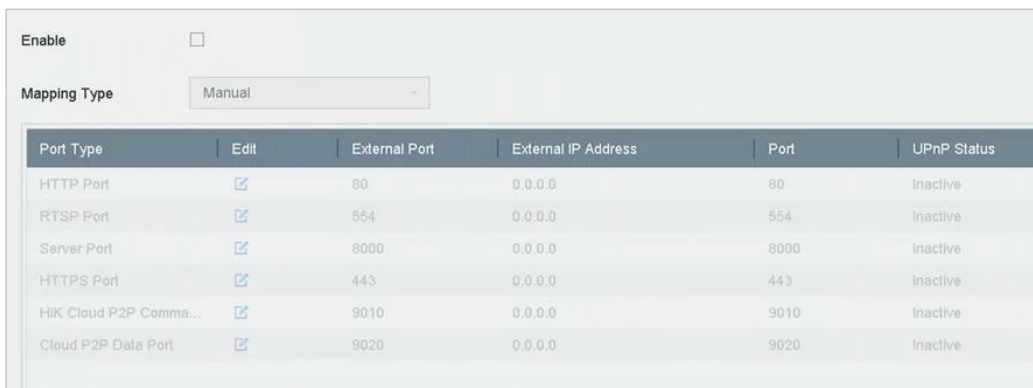 Enable
Mapping Type Manual
Port Type Edit External Port External IP Address Port UPnP Status
HTTP Port 80 0.0.0.0 80 Inactive
RTSP Port 554 0.0.0.0 554 Inactive
Server Port 8000 0.0.0.0 8000 Inactive
HTTPS Port 443 0.0.0.0 443 Inactive
HIK Cloud P2P Comma... 9010 0.0.0.0 9010 Inactive
Cloud P2P Data Port 9020 0.0.0.0 9020 Inactive